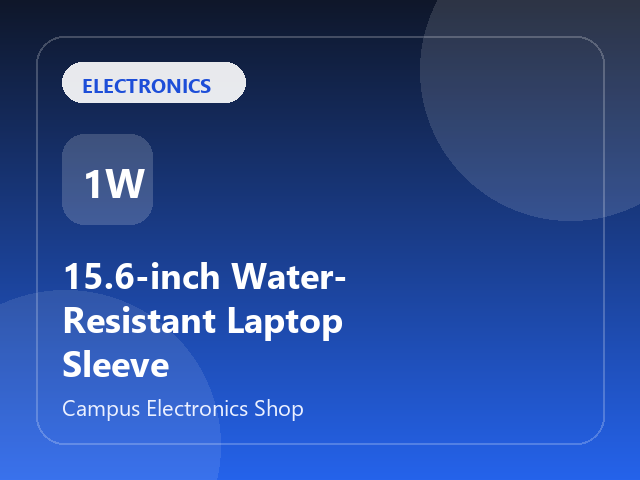 ELECTRONICS
1W
15.6-inch Water-
Resistant Laptop
Sleeve
Campus Electronics Shop